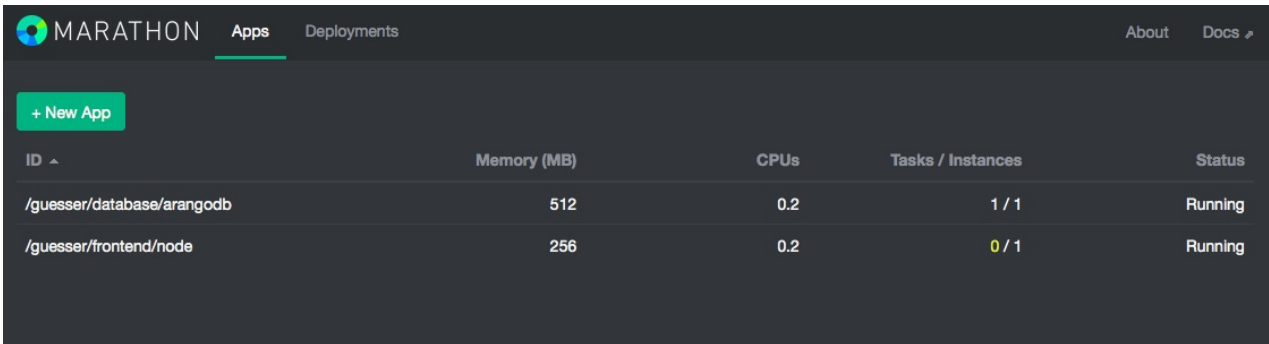 MARATHON Apps Deployments About Docs
+ New App
ID Memory (MB) CPUs Tasks / Instances Status
/guesser/database/arangodb 512 0.2 1 / 1 Running
/guesser/frontend/node 256 0.2 0 / 1 Running